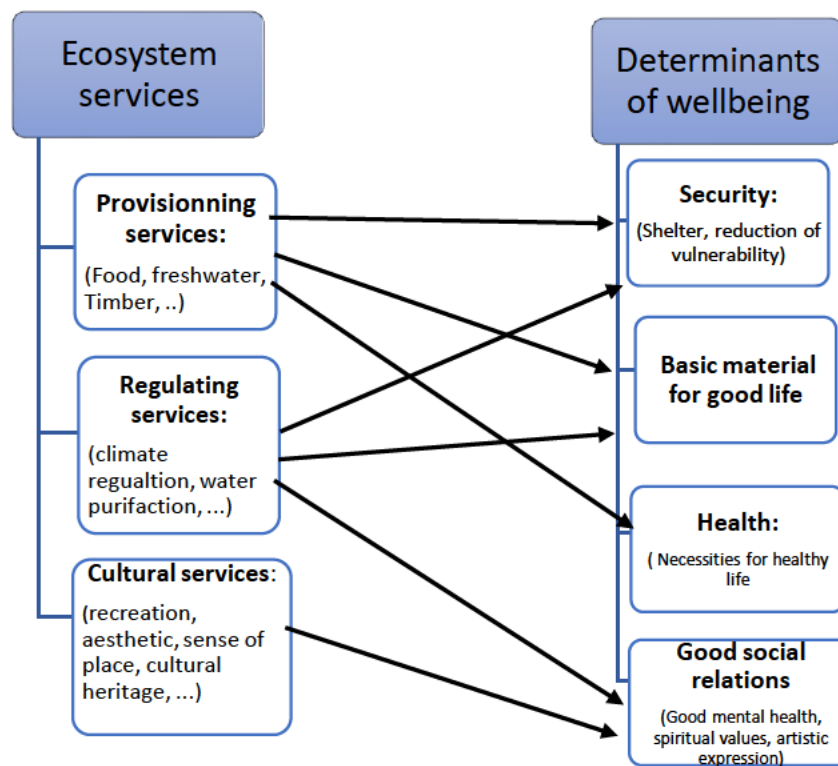 Ecosystem
services
Provisionning
services:
(Food, freshwater,
Timber, ..)
Regulating
services:
(climate
regualtion, water
purifaction, ...)
Cultural services:
(recreation,
aesthetic, sense of
place, cultural
heritage, ...)
Determinants
of wellbeing
Security:
(Shelter, reduction of
vulnerability)
Basic material
for good life
Health:
( Necessities for healthy
life
Good social
relations
(Good mental health,
spiritual values, artistic
expression)